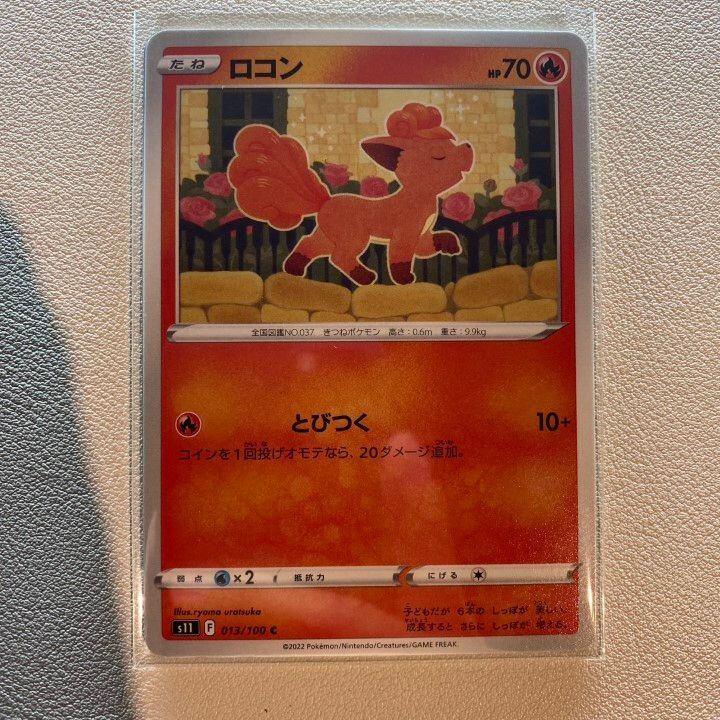 たね ロコン HP70
全国図鑑NO.037 きつねポケモン 高さ:0.6m 重さ:9.9kg
とびつく 10+
コインを1回投げオモテなら、20ダメージ追加。
弱点 ×2 抵抗力 にげる
Illus.ryoma uratsuka
子どもだが 6本の しっぽが 美しい。
成長すると さらに しっぽが 増える。
s11 F 013/100 C
©2022 Pokémon/Nintendo/Creatures/GAME FREAK.